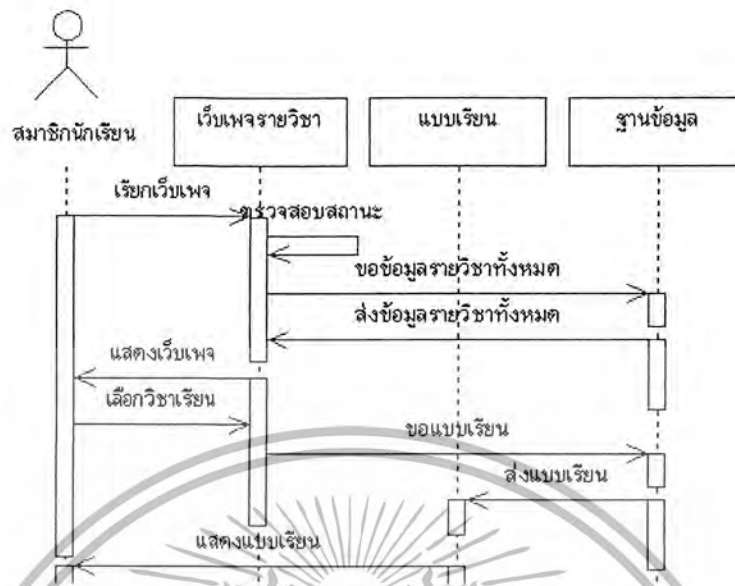 สมาชิกนักเรียน
เว็บเพจรายวิชา
แบบเรียน
ฐานข้อมูล
เรียกเว็บเพจ
ตรวจสอบสถานะ
ขอข้อมูลรายวิชาทั้งหมด
ส่งข้อมูลรายวิชาทั้งหมด
แสดงเว็บเพจ
เลือกวิชาเรียน
ขอแบบเรียน
ส่งแบบเรียน
แสดงแบบเรียน